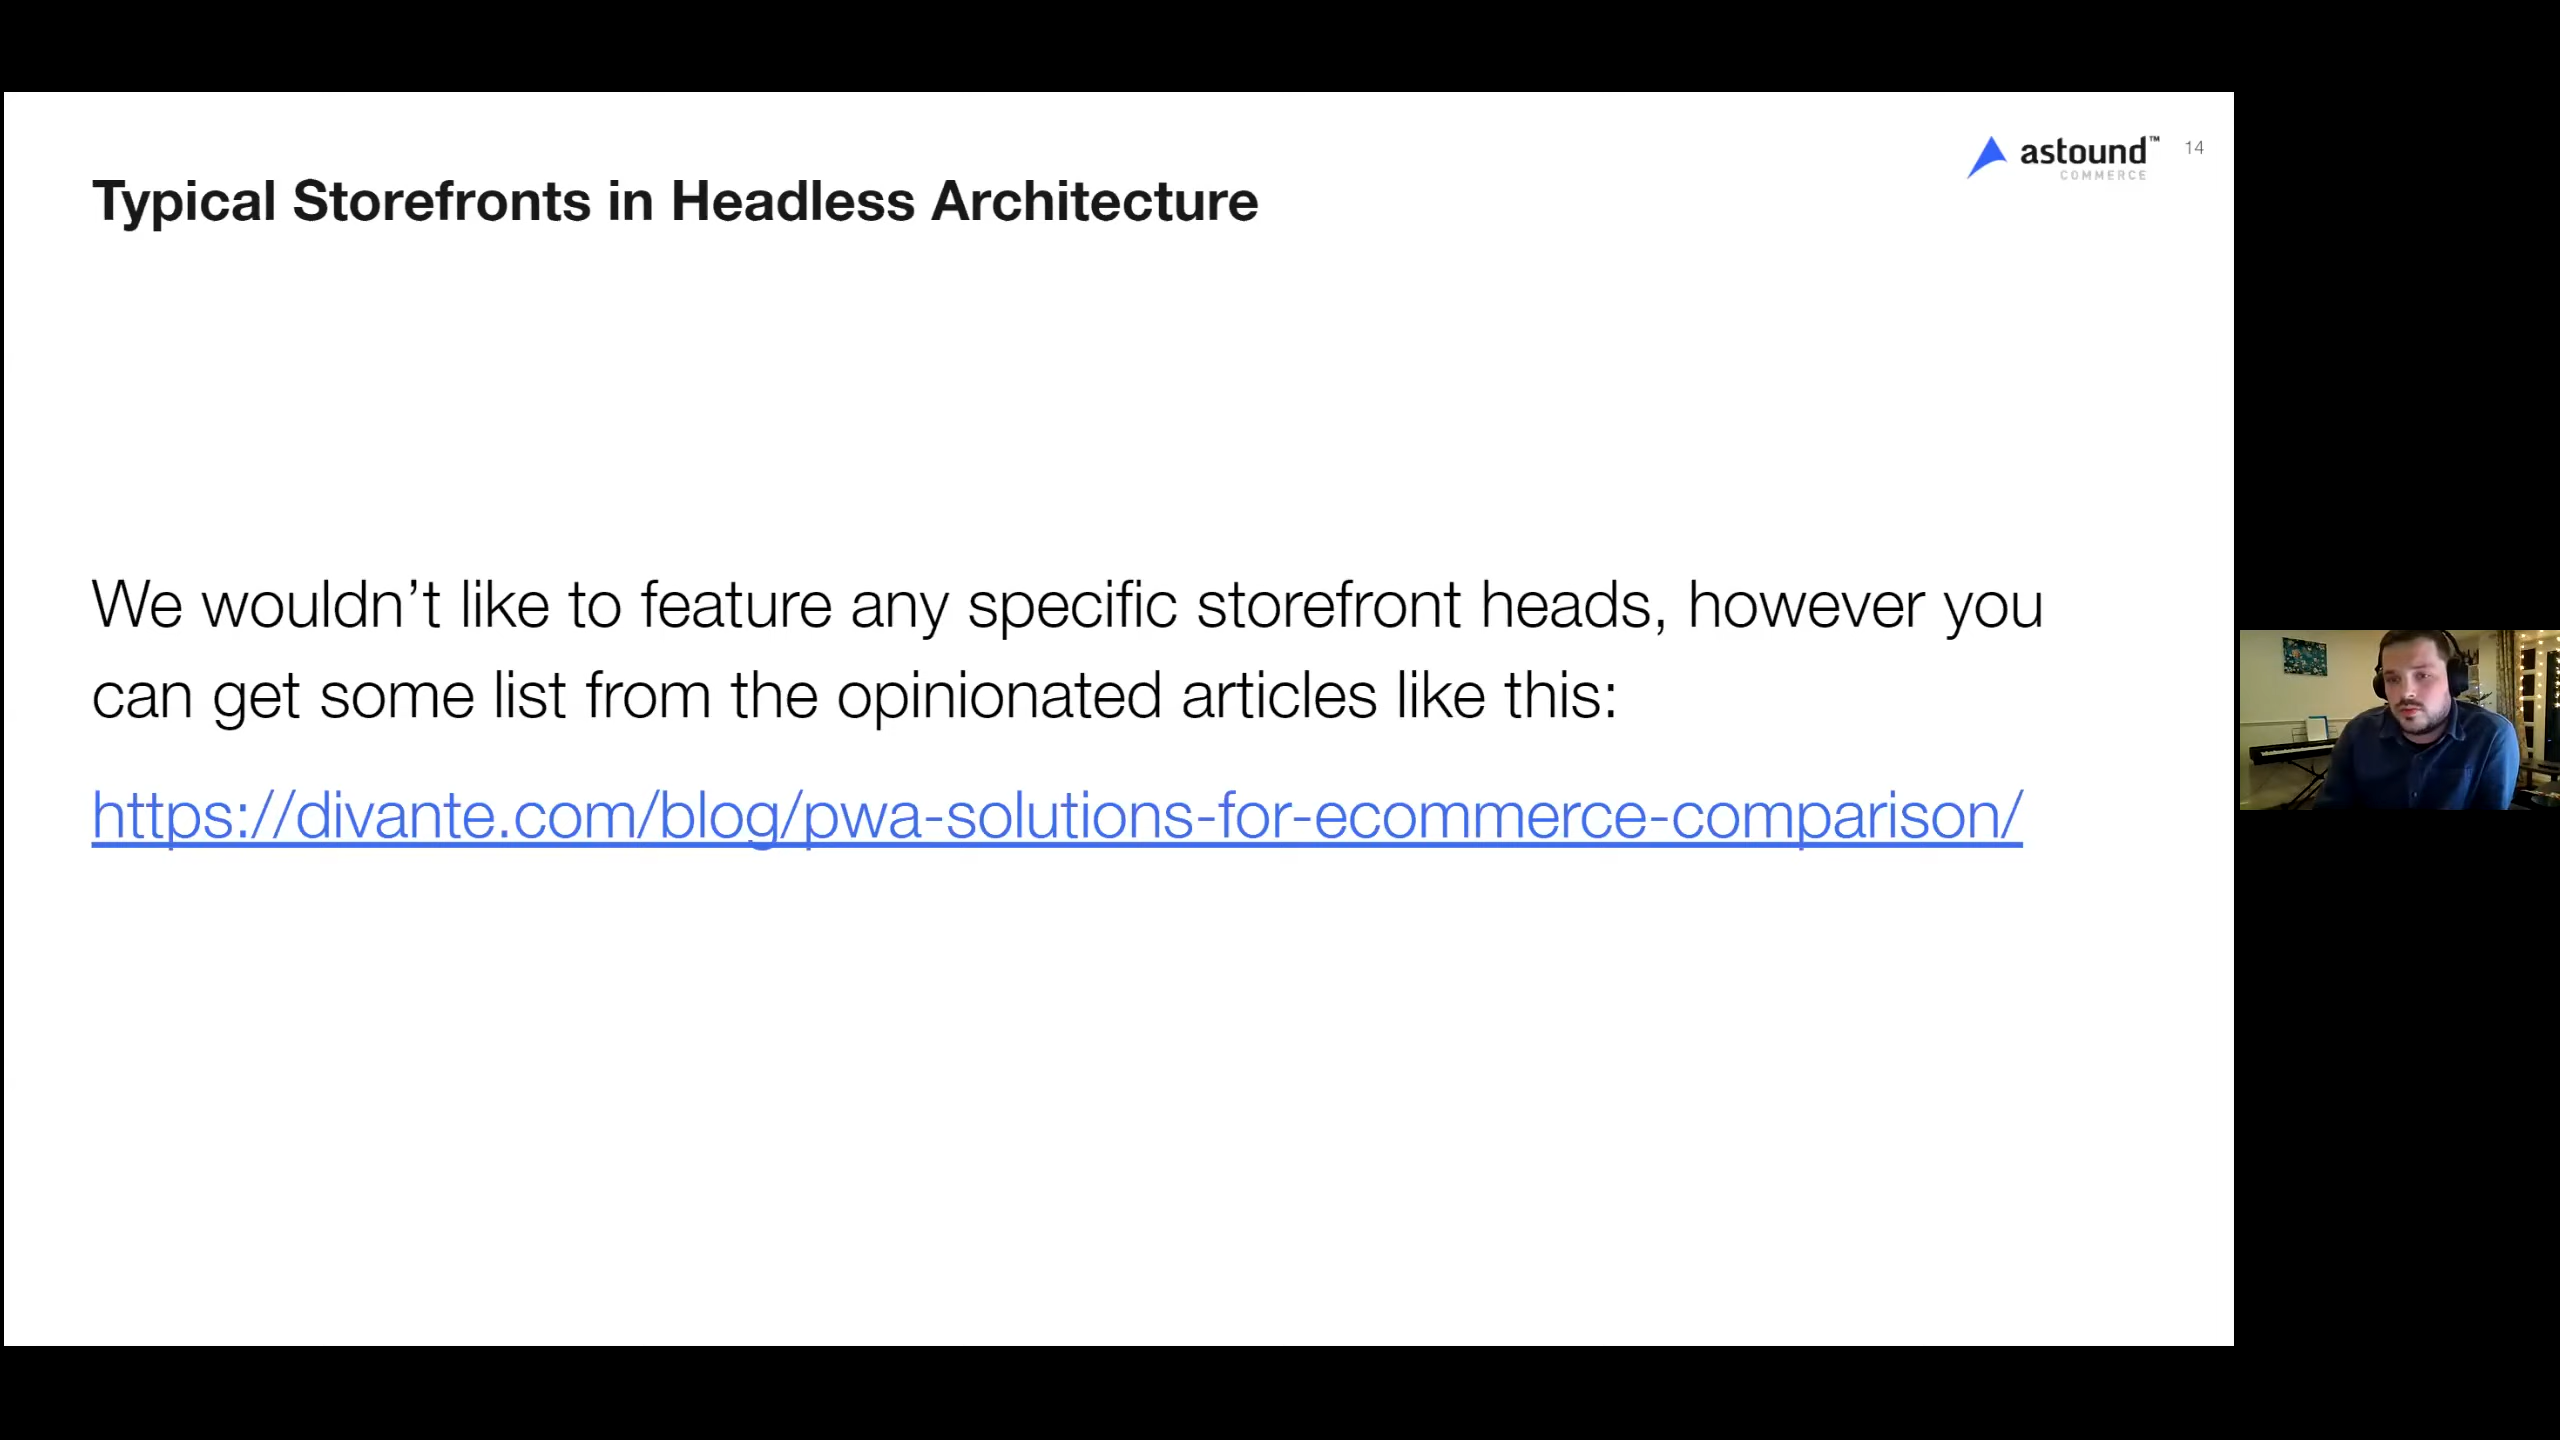 astound™
COMMERCE
14
Typical Storefronts in Headless Architecture
We wouldn’t like to feature any specific storefront heads, however you
can get some list from the opinionated articles like this:
https://divante.com/blog/pwa-solutions-for-ecommerce-comparison/